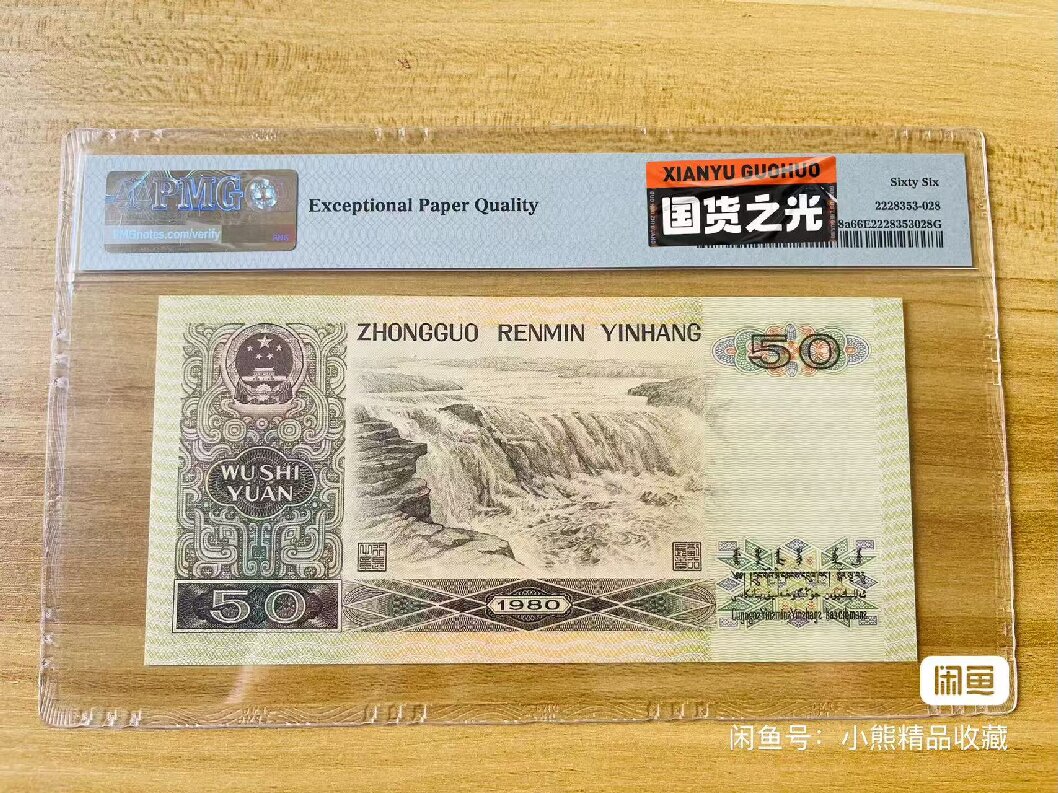 PMG
PMGnotes.com/verify
Exceptional Paper Quality
XIANYU GUOHUO
国货之光
Sixty Six
2228353-028
8a66E2228353028G
ZHONGGUO RENMIN YINHANG
50
WU SHI
YUAN
50
1980
闲鱼
闲鱼号：小熊精品收藏